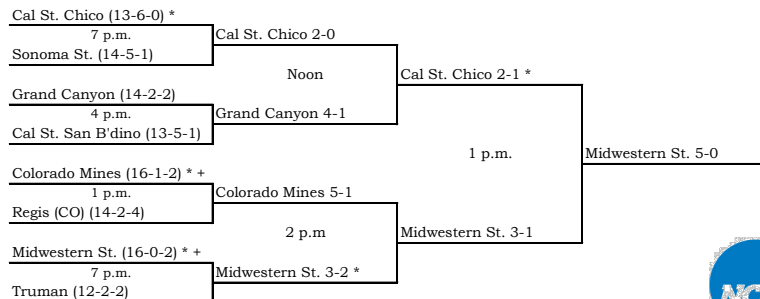 Cal St. Chico (13-6-0) *
7 p.m.
Sonoma St. (14-5-1)
Cal St. Chico 2-0
Noon
Grand Canyon (14-2-2)
4 p.m.
Cal St. San B'dino (13-5-1)
Grand Canyon 4-1
Cal St. Chico 2-1 *
1 p.m.
Midwestern St. 5-0
Colorado Mines (16-1-2) * +
1 p.m.
Regis (CO) (14-2-4)
Colorado Mines 5-1
2 p.m
Midwestern St. 3-1
Midwestern St. (16-0-2) * +
7 p.m.
Truman (12-2-2)
Midwestern St. 3-2 *